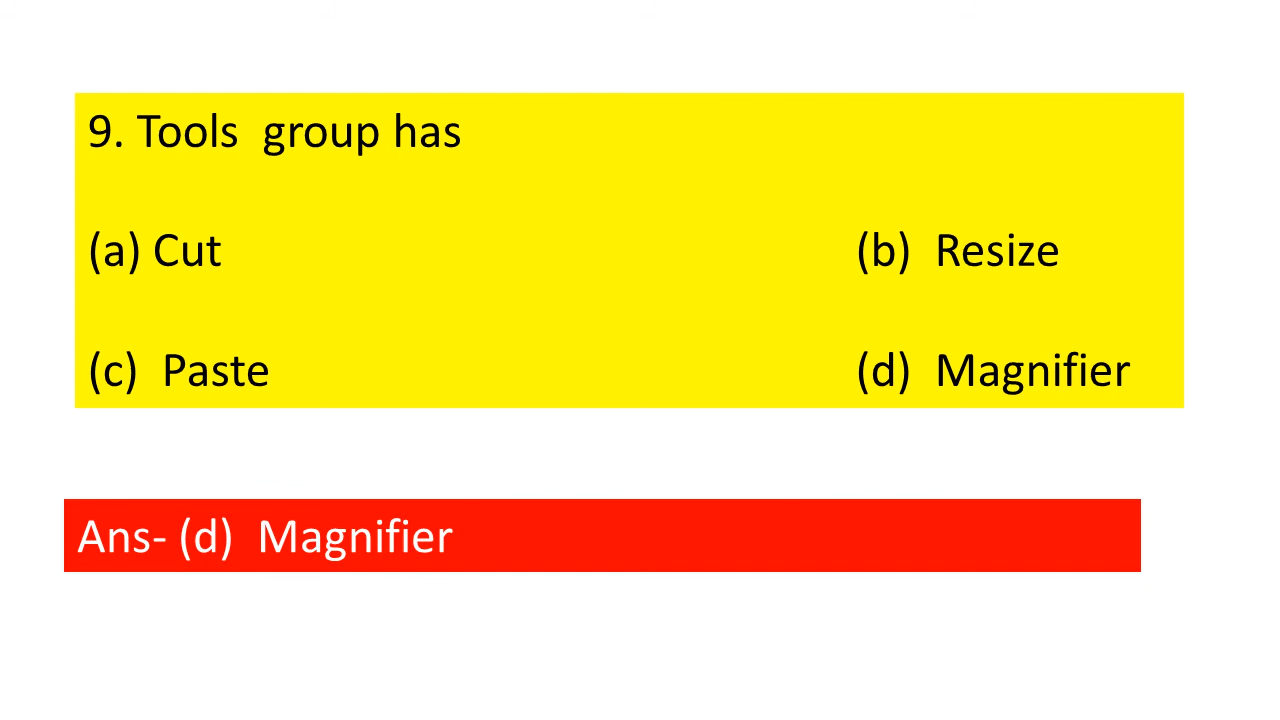 9. Tools  group has
(a) Cut (b)  Resize
(c)  Paste (d)  Magnifier
Ans- (d)  Magnifier